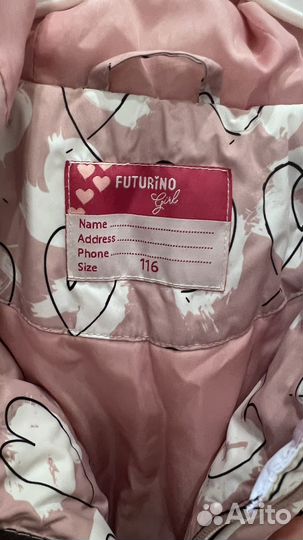 FUTURiNO
Girl
Name
Address
Phone
Size 116
Avito